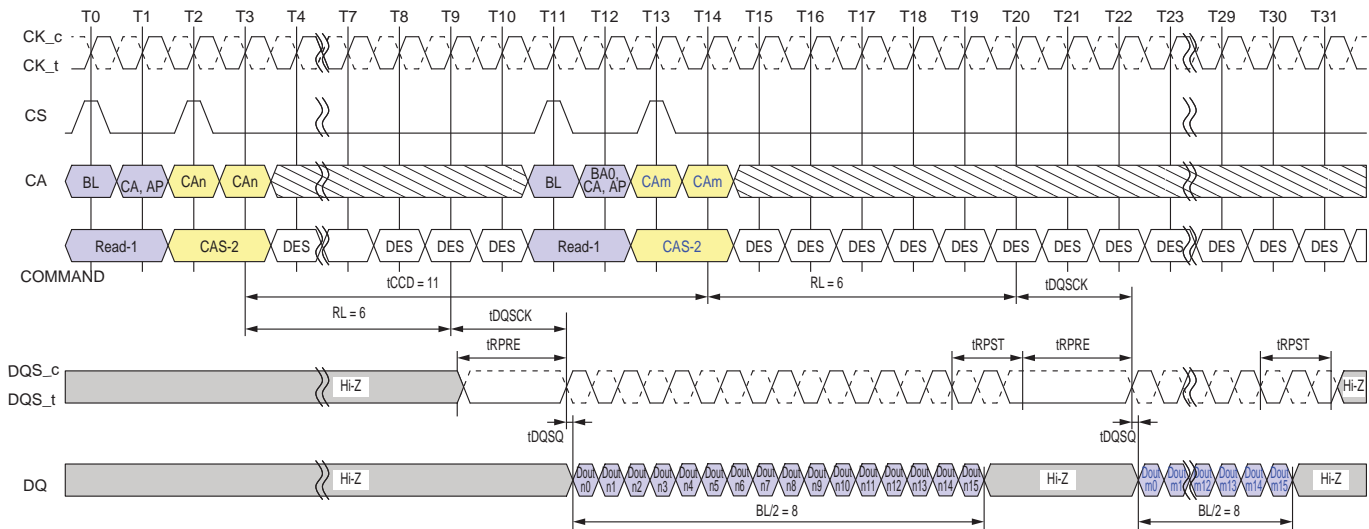 T0 T1 T2 T3 T4 T7 T8 T9 T10 T11 T12 T13 T14 T15 T16 T17 T18 T19 T20 T21 T22 T23 T29 T30 T31
CK_c
CK_t
CS
CA BL CA, AP CAn CAn BL BA0, CA, AP CAm CAm
Read-1 CAS-2 DES DES DES DES Read-1 CAS-2 DES DES DES DES DES DES DES DES DES DES DES DES
COMMAND
tCCD = 11 RL = 6 tDQSCK
RL = 6 tDQSCK
tRPRE tRPST tRPRE tRPST
DQS_c
DQS_t
Hi-Z Hi-Z
tDQSQ tDQSQ
DQ Hi-Z Dout n0 Dout n1 Dout n2 Dout n3 Dout n4 Dout n5 Dout n6 Dout n7 Dout n8 Dout n9 Dout n10 Dout n11 Dout n12 Dout n13 Dout n14 Dout n15 Hi-Z Dout m0 Dout m1 Dout m12 Dout m13 Dout m14 Dout m15 Hi-Z
BL/2 = 8 BL/2 = 8